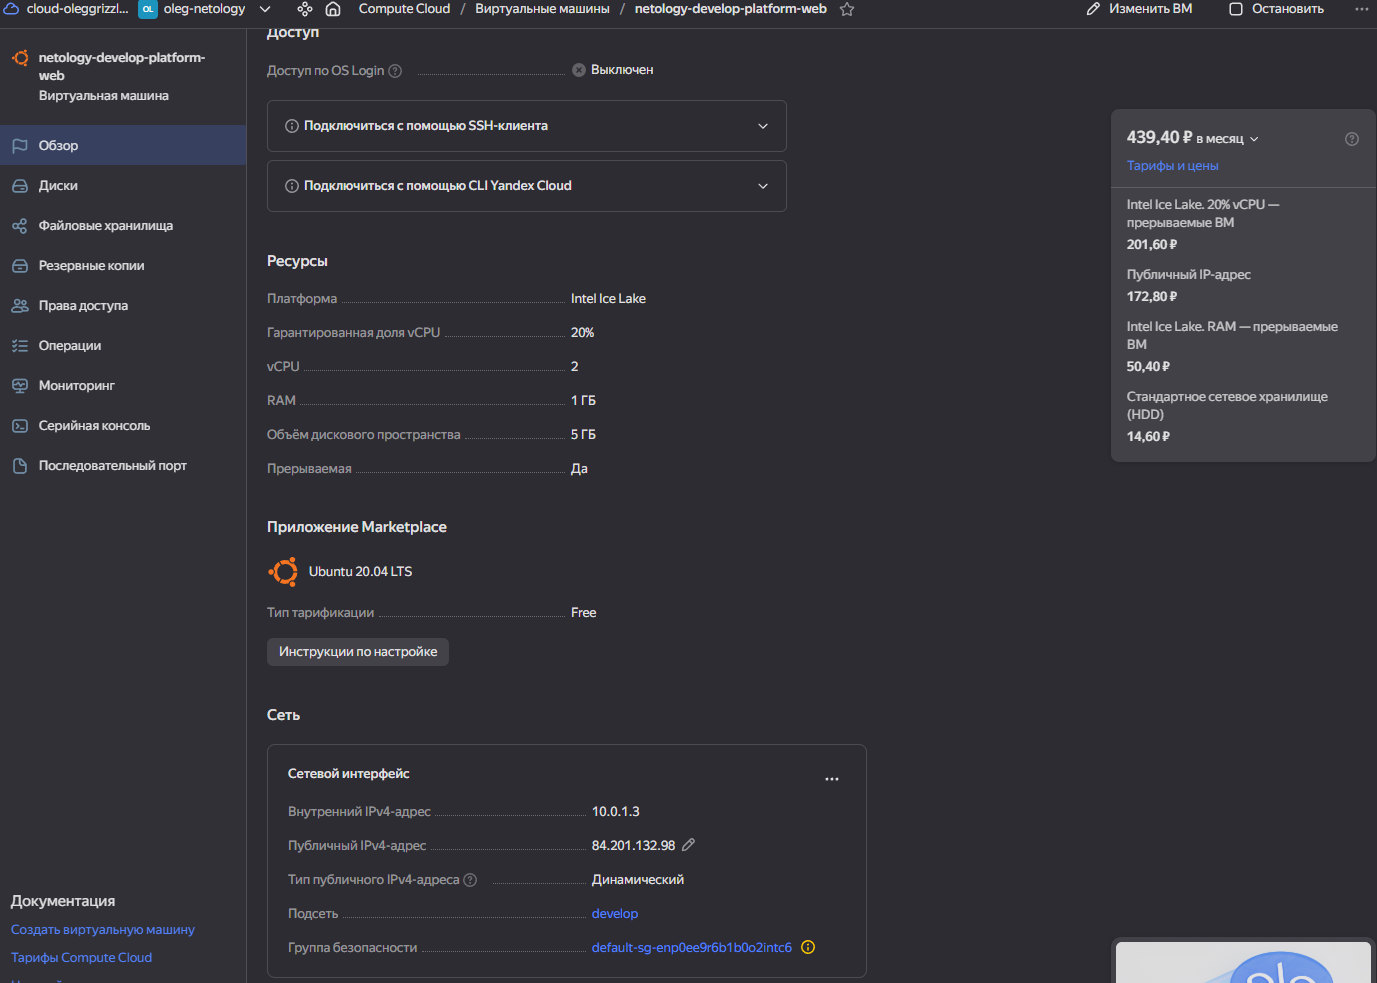 cloud-oleggrizzl...
OL
oleg-netology
Compute Cloud / Виртуальные машины / netology-develop-platform-web
Изменить ВМ
Остановить
netology-develop-platform-
web
Виртуальная машина
Обзор
Диски
Файловые хранилища
Резервные копии
Права доступа
Операции
Мониторинг
Серийная консоль
Последовательный порт
Документация
Создать виртуальную машину
Тарифы Compute Cloud
Доступ
Доступ по OS Login
Выключен
Подключиться с помощью SSH-клиента
Подключиться с помощью CLI Yandex Cloud
Ресурсы
Платформа Intel Ice Lake
Гарантированная доля vCPU 20%
vCPU 2
RAM 1 ГБ
Объём дискового пространства 5 ГБ
Прерываемая Да
Приложение Marketplace
Ubuntu 20.04 LTS
Тип тарификации Free
Инструкции по настройке
Сеть
Сетевой интерфейс
Внутренний IPv4-адрес 10.0.1.3
Публичный IPv4-адрес 84.201.132.98
Тип публичного IPv4-адреса Динамический
Подсеть develop
Группа безопасности default-sg-enp0ee9r6b1b0o2intc6
439,40 ₽ в месяц
Тарифы и цены
Intel Ice Lake. 20% vCPU —
прерываемые ВМ
201,60 ₽
Публичный IP-адрес
172,80 ₽
Intel Ice Lake. RAM — прерываемые
ВМ
50,40 ₽
Стандартное сетевое хранилище
(HDD)
14,60 ₽